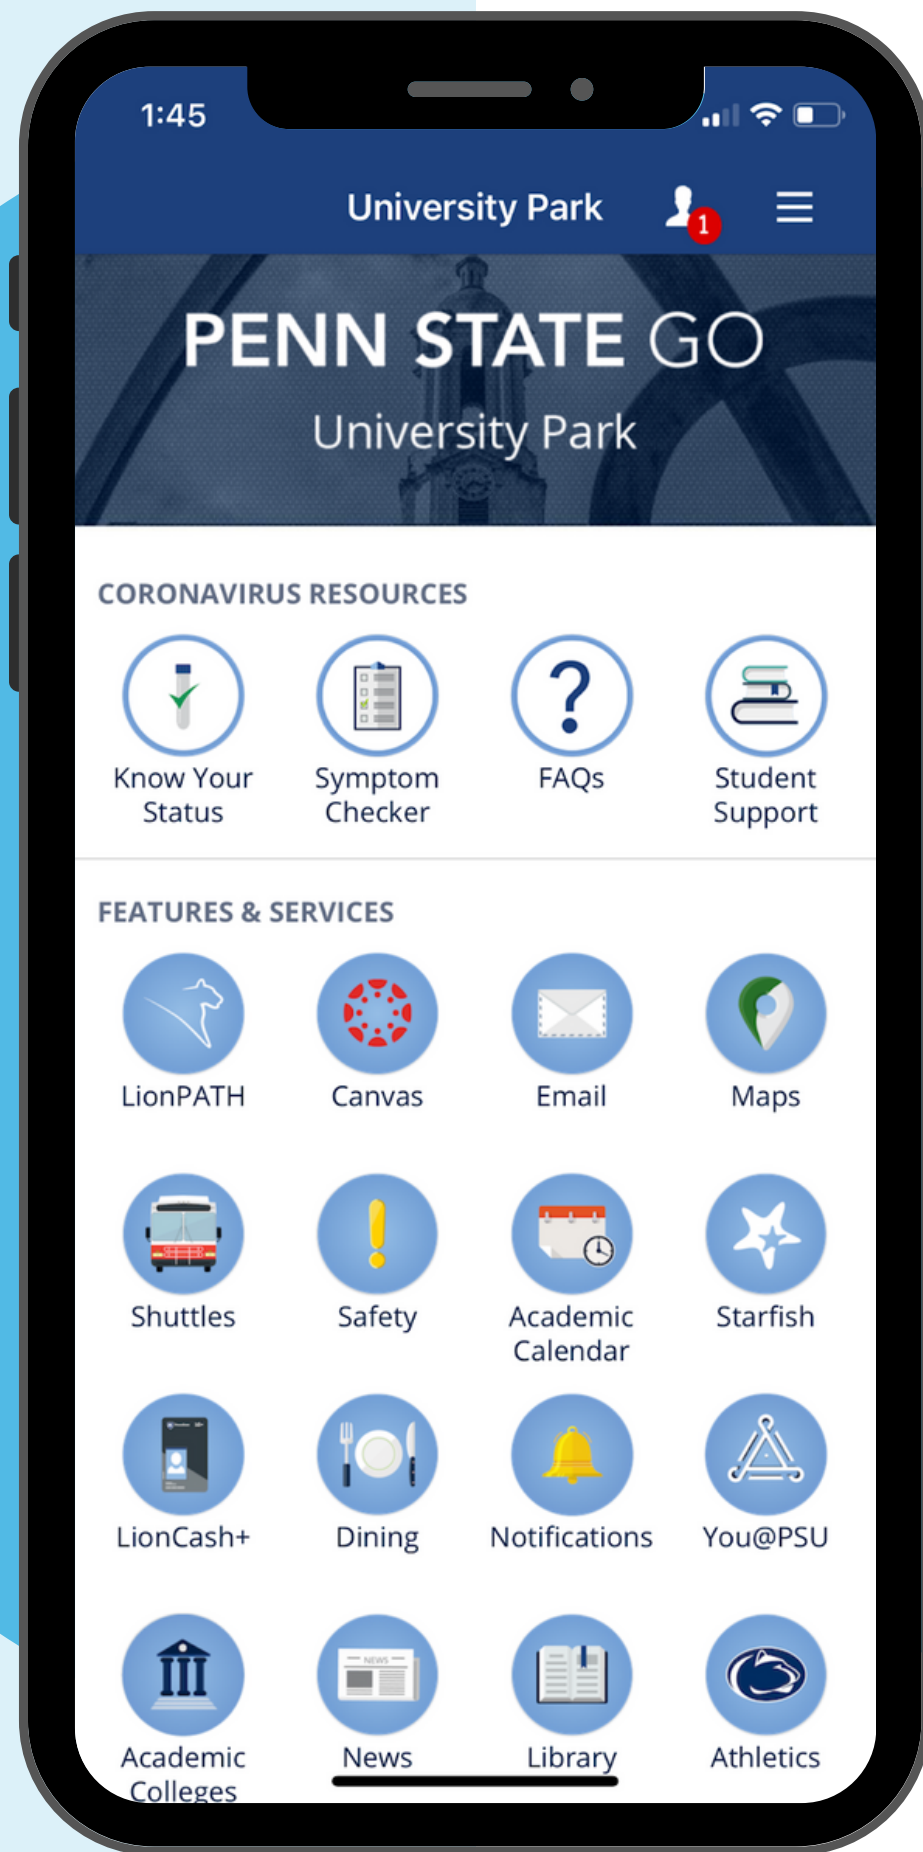 1:45
University Park
1
PENN STATE GO
University Park
CORONAVIRUS RESOURCES
Know Your
Status
Symptom
Checker
FAQs
Student
Support
FEATURES & SERVICES
LionPATH
Canvas
Email
Maps
Shuttles
Safety
Academic
Calendar
Starfish
LionCash+
Dining
Notifications
You@PSU
NEWS
Academic
Colleges
News
Library
Athletics